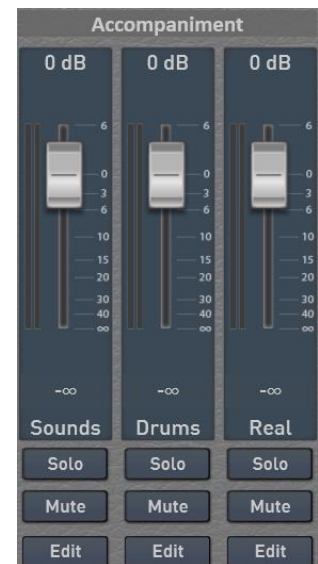 Accompaniment
0 dB 0 dB 0 dB
6 6 6
0 0 0
3 3 3
6 6 6
10 10 10
15 15 15
20 20 20
30 30 30
40 40 40
∞ ∞ ∞
-∞ -∞ -∞
Sounds Drums Real
Solo Solo Solo
Mute Mute Mute
Edit Edit Edit